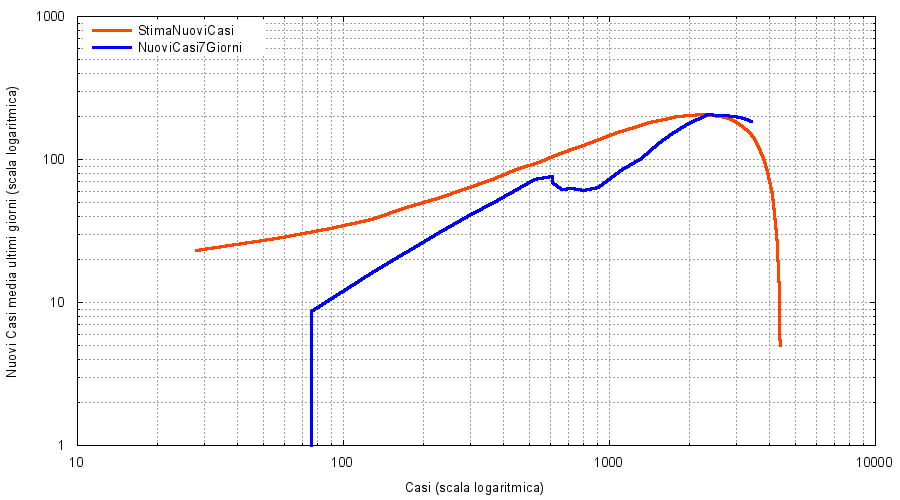 1000
StimaNuoviCasi
NuoviCasi7Giorni
100
10
1
Nuovi Casi media ultimi giorni (scala logaritmica)
10 100 1000 10000
Casi (scala logaritmica)